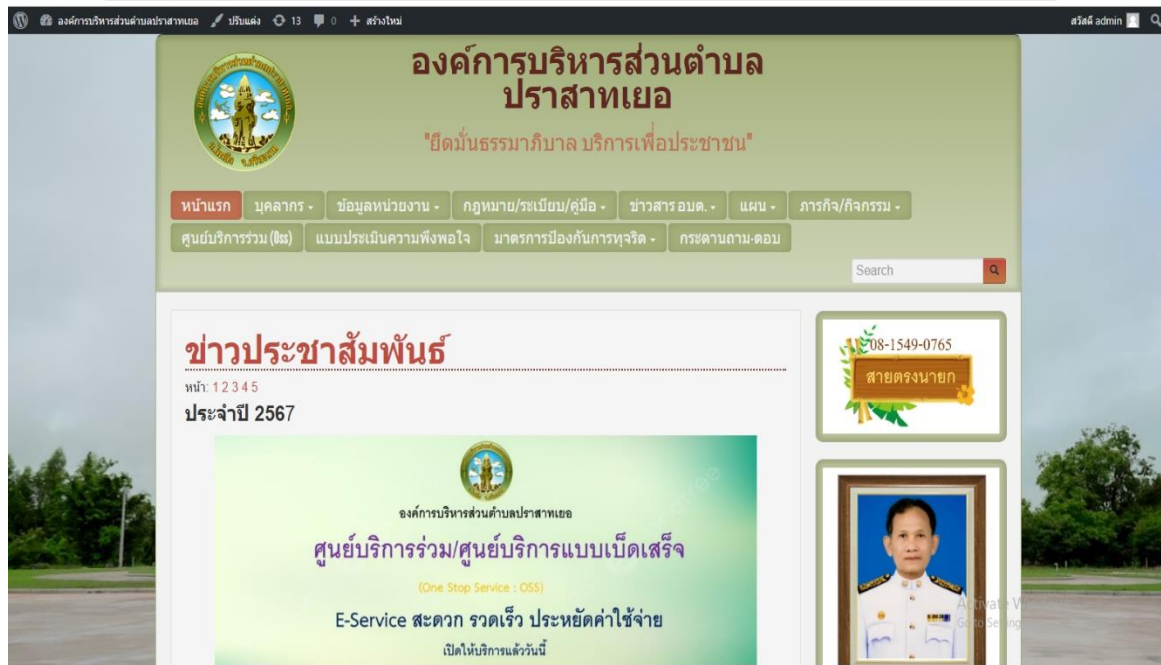 องค์การบริหารส่วนตำบลปราสาทเยอ ปรับแต่ง 13 0 + สร้างใหม่ สวัสดี admin
องค์การบริหารส่วนตำบล
ปราสาทเยอ
"ยึดมั่นธรรมาภิบาล บริการเพื่อประชาชน"
หน้าแรก บุคลากร ข้อมูลหน่วยงาน กฎหมาย/ระเบียบ/คู่มือ ข่าวสาร อบต. แผน ภารกิจ/กิจกรรม
ศูนย์บริการร่วม (Oss) แบบประเมินความพึงพอใจ มาตรการป้องกันการทุจริต กระดานถาม-ตอบ
Search
ข่าวประชาสัมพันธ์
หน้า: 1 2 3 4 5
ประจำปี 2567
องค์การบริหารส่วนตำบลปราสาทเยอ
ศูนย์บริการร่วม/ศูนย์บริการแบบเบ็ดเสร็จ
(One Stop Service : OSS)
E-Service สะดวก รวดเร็ว ประหยัดค่าใช้จ่าย
เปิดให้บริการแล้ววันนี้
08-1549-0765
สายตรงนายก
Activate W
Go to Setting